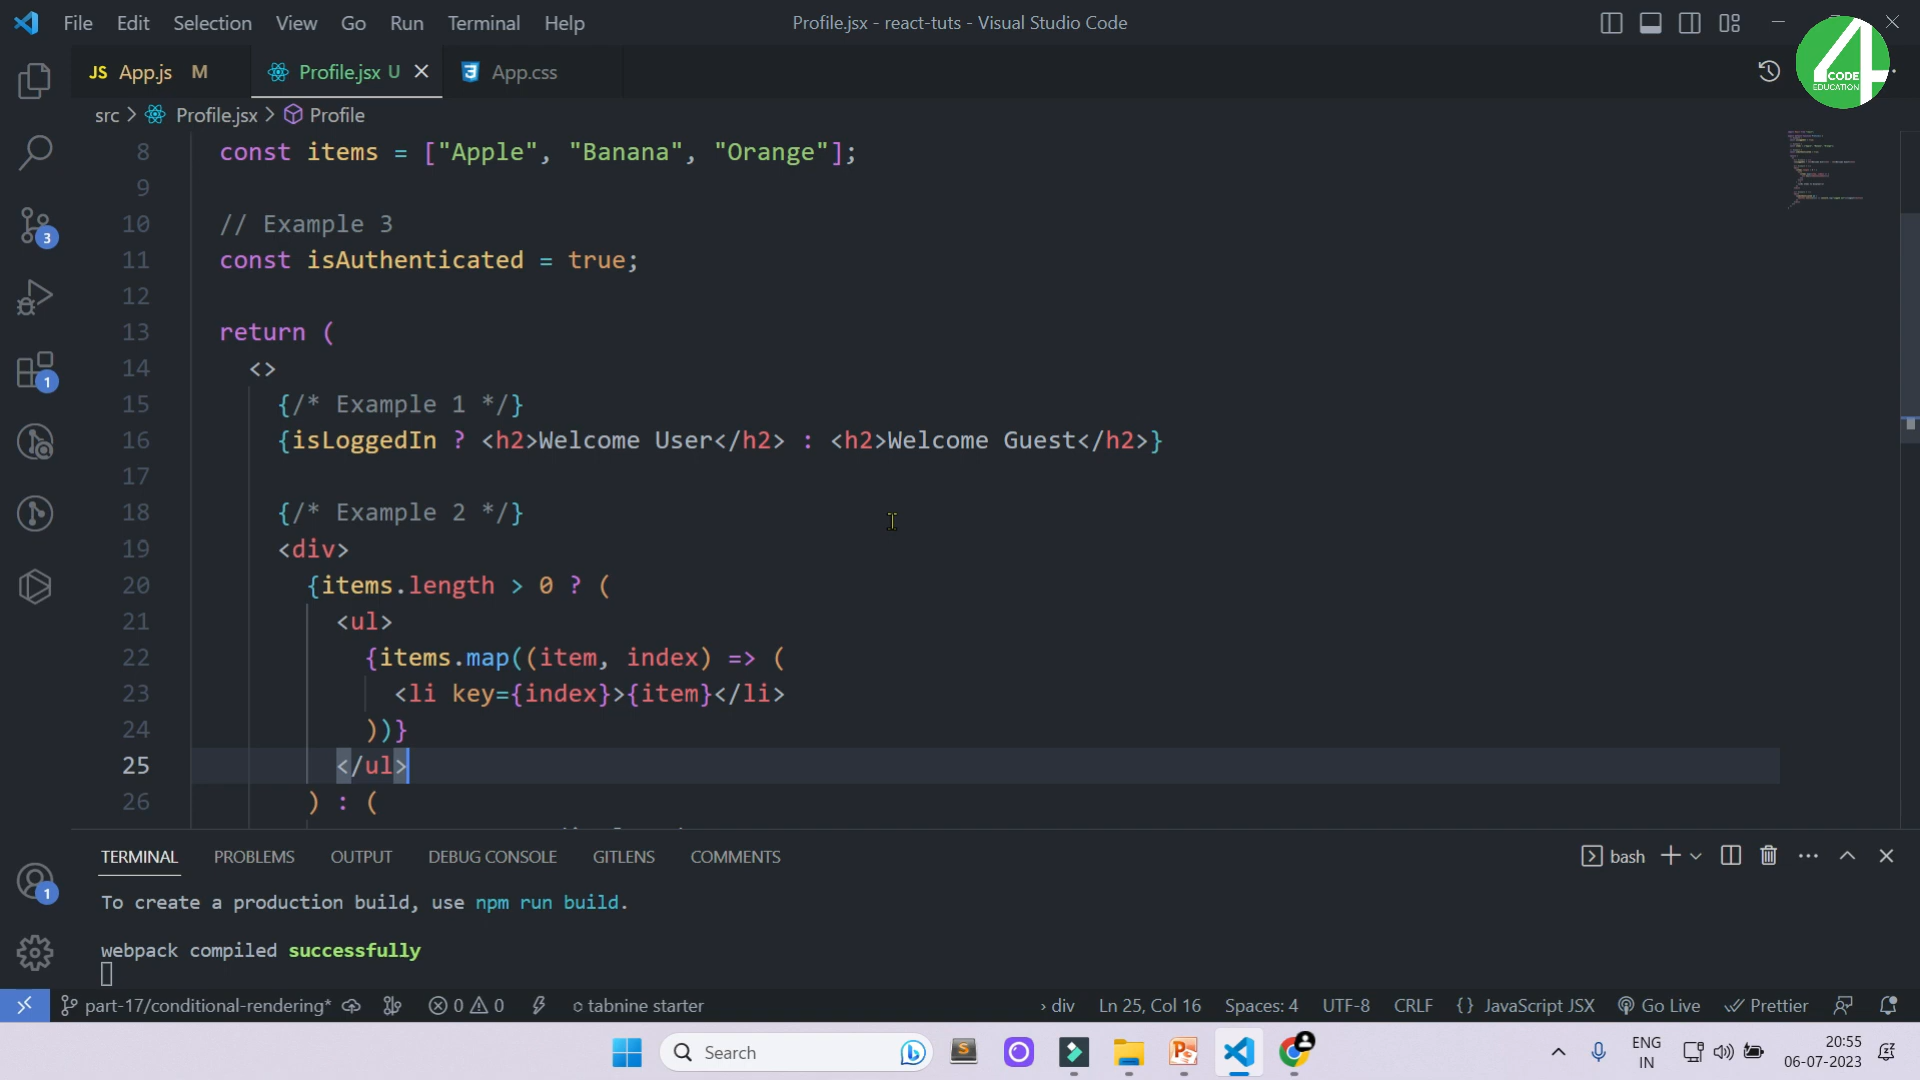 File Edit Selection View Go Run Terminal Help Profile.jsx - react-tuts - Visual Studio Code
4 CODE EDUCATION
JS App.js M Profile.jsx U App.css
src > Profile.jsx > Profile
8 const items = ["Apple", "Banana", "Orange"];
9
10 // Example 3
11 const isAuthenticated = true;
12
13 return (
14 <>
15 {/* Example 1 */}
16 {isLoggedIn ? <h2>Welcome User</h2> : <h2>Welcome Guest</h2>}
17
18 {/* Example 2 */}
19 <div>
20 {items.length > 0 ? (
21 <ul>
22 {items.map((item, index) => (
23 <li key={index}>{item}</li>
24 ))}
25 </ul>
26 ) : (
3
1
1
TERMINAL PROBLEMS OUTPUT DEBUG CONSOLE GITLENS COMMENTS bash
To create a production build, use npm run build.
webpack compiled successfully
part-17/conditional-rendering* 0 0 tabnine starter div Ln 25, Col 16 Spaces: 4 UTF-8 CRLF {} JavaScript JSX Go Live Prettier
Search ENG IN 20:55 06-07-2023